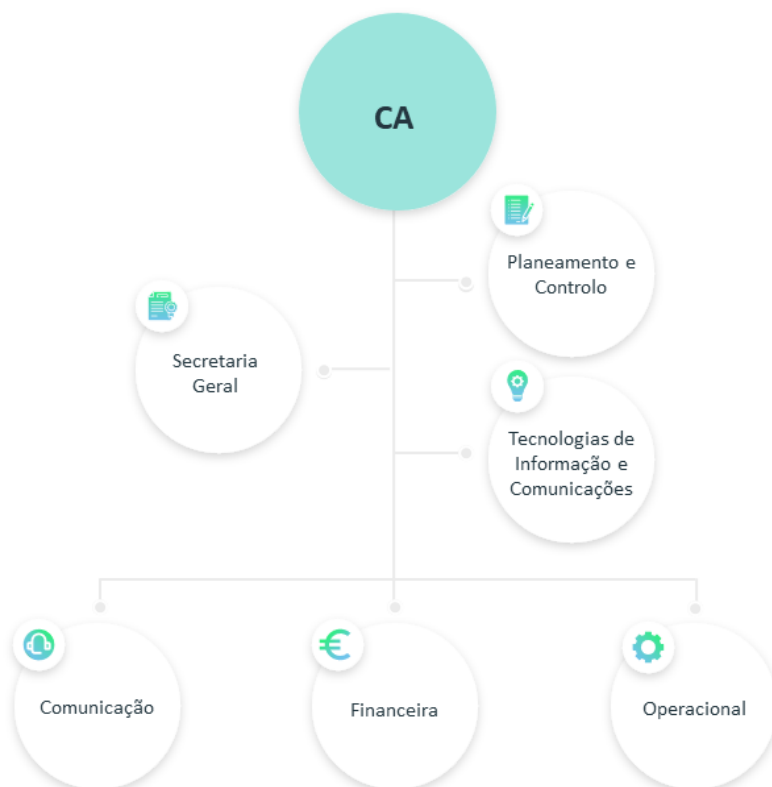 CA
Planeamento e
Controlo
Secretaria
Geral
Tecnologias de
Informação e
Comunicações
Comunicação
Financeira
Operacional